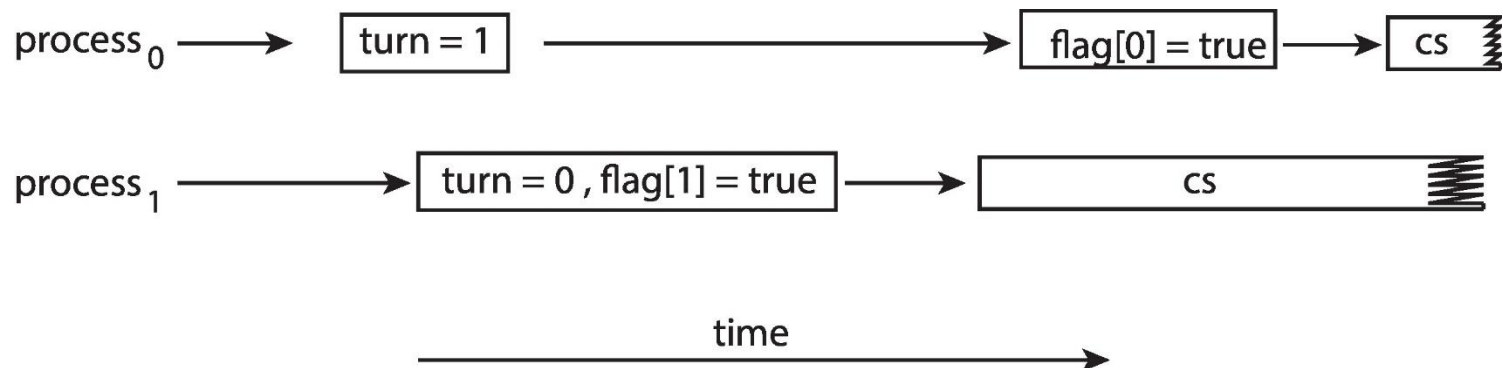 process₀ turn = 1 flag[0] = true cs
process₁ turn = 0 , flag[1] = true cs
time